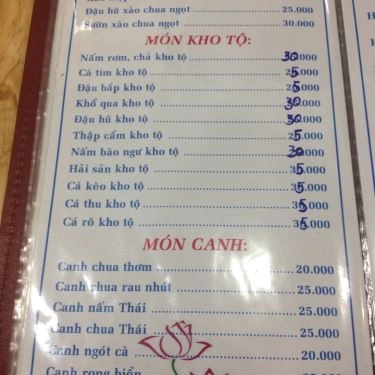 Đậu hũ xào chua ngọt 25.000
Sườn xào chua ngọt 30.000
MÓN KHO TỘ:
Nấm rơm, chả kho tộ 30.000
Cà tím kho tộ 25.000
Đậu bắp kho tộ 25.000
Khổ qua kho tộ 30.000
Đậu hũ kho tộ 30.000
Thập cẩm kho tộ 25.000
Nấm bào ngư kho tộ 30.000
Hải sản kho tộ 35.000
Cá kèo kho tộ 35.000
Cá thu kho tộ 35.000
Cá rô kho tộ 35.000
MÓN CANH:
Canh chua thơm 20.000
Canh chua rau nhút 25.000
Canh nấm Thái 25.000
Canh chua Thái 25.000
Canh ngót cà 20.000
Canh rong biển